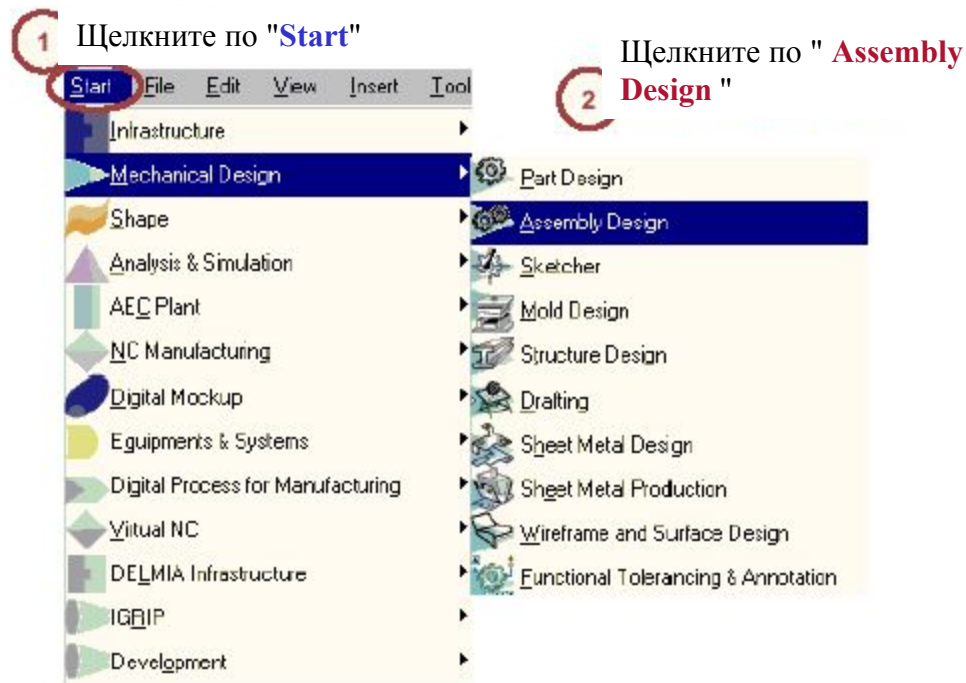 1
Щелкните по "Start"
Щелкните по " Assembly
Design "
2
Start File Edit View Insert Tool
Infrastructure
Mechanical Design
Shape
Analysis & Simulation
AEC Plant
NC Manufacturing
Digital Mockup
Equipments & Systems
Digital Process for Manufacturing
Virtual NC
DELMIA Infrastructure
IGRIP
Development
Part Design
Assembly Design
Sketcher
Mold Design
Structure Design
Drafting
Sheet Metal Design
Sheet Metal Production
Wireframe and Surface Design
Functional Tolerancing & Annotation